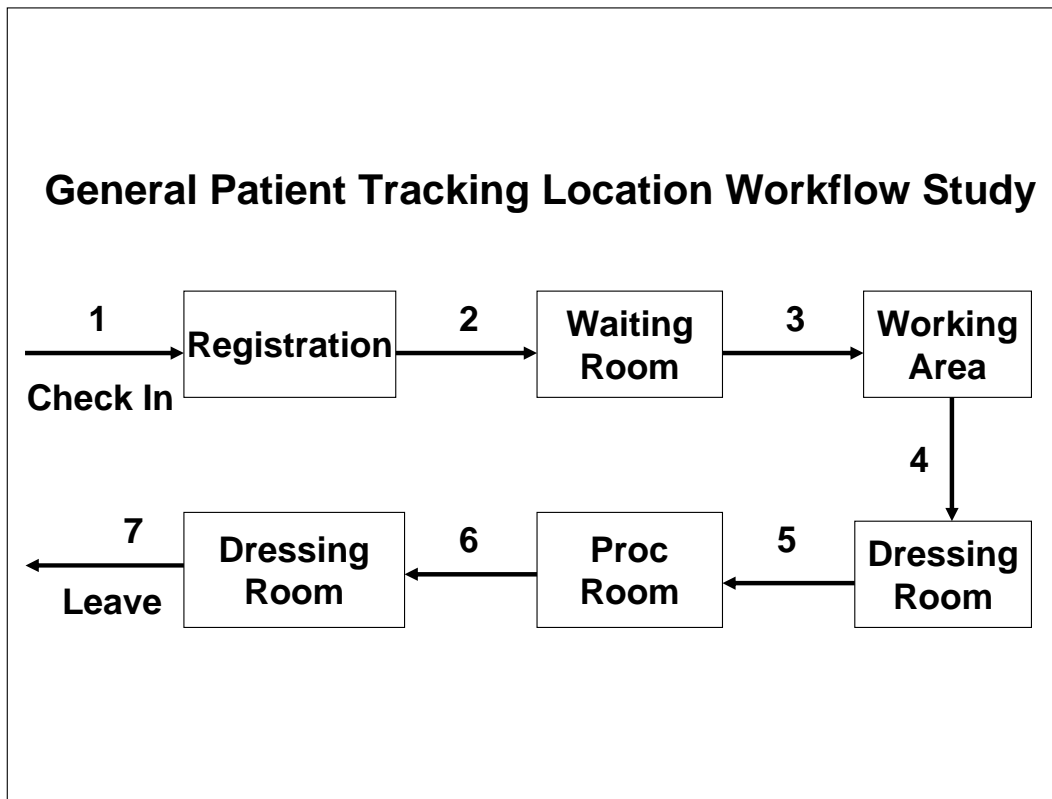 General Patient Tracking Location Workflow Study
1
Check In
Registration
2
Waiting
Room
3
Working
Area
4
Dressing
Room
5
Proc
Room
6
Dressing
Room
7
Leave